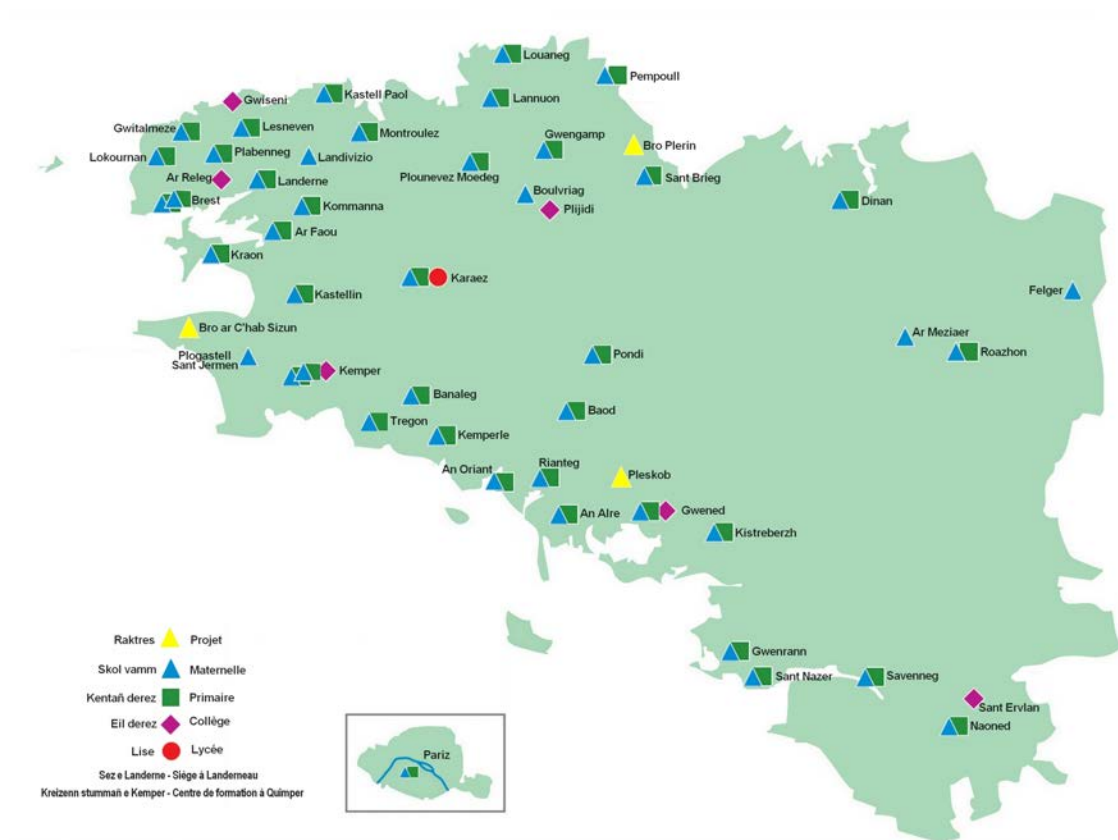 Louaneg
Pempoull
Kastell Paol
Lannuon
Gwiseni
Gwitalmeze
Lesneven
Montroulez
Gwengamp
Bro Plerin
Lokournan
Plabenneg
Landivizio
Plounevez Moedeg
Sant Brieg
Ar Releg
Landerne
Boulvriag
Brest
Kommanna
Plijidi
Dinan
Ar Faou
Kraon
Karaez
Kastellin
Felger
Bro ar C'hab Sizun
Ar Meziaer
Roazhon
Plogastell
Sant Jermen
Pondi
Kemper
Banaleg
Baod
Tregon
Kemperle
An Oriant
Rianteg
Pleskob
An Alre
Gwened
Kistreberzh
Gwenrann
Sant Nazer
Savenneg
Sant Ervlan
Naoned
Raktres Projet
Skol vamm Maternelle
Kentañ derez Primaire
Eil derez Collège
Lise Lycée
Sez e Landerne - Siège à Landerneau
Kreizenn stummañ e Kemper - Centre de formation à Quimper
Pariz